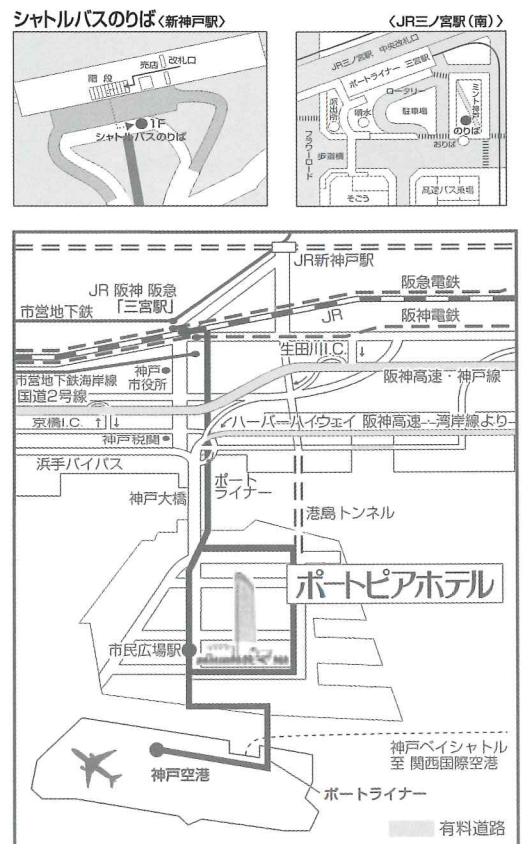 シャトルバスのりば〈新神戸駅〉
改札口
売店
階段
1F
シャトルバスのりば
〈JR三ノ宮駅(南)〉
JR三ノ宮駅 中央改札口
ポートライナー 三宮駅
ロータリー
派出所
噴水
駐車場
ミント神戸
のりば
おりば
フラワーロード
歩道橋
そごう
高速バス乗場
JR新神戸駅
JR 阪神 阪急
「三宮駅」
市営地下鉄
阪急電鉄
JR
阪神電鉄
生田川I.C.
神戸
市役所
市営地下鉄海岸線
国道2号線
阪神高速・神戸線
京橋I.C.
ハーバーハイウェイ
阪神高速 湾岸線より
神戸税関
浜手バイパス
ポート
ライナー
神戸大橋
港島トンネル
ポートピアホテル
市民広場駅
神戸ベイシャトル
至 関西国際空港
神戸空港
ポートライナー
有料道路